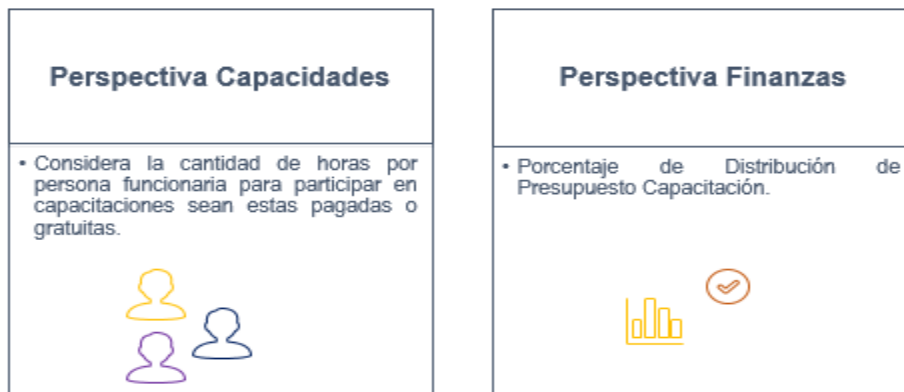 Perspectiva Capacidades
• Considera la cantidad de horas por
persona funcionaria para participar en
capacitaciones sean estas pagadas o
gratuitas.
Perspectiva Finanzas
• Porcentaje de Distribución de
Presupuesto Capacitación.